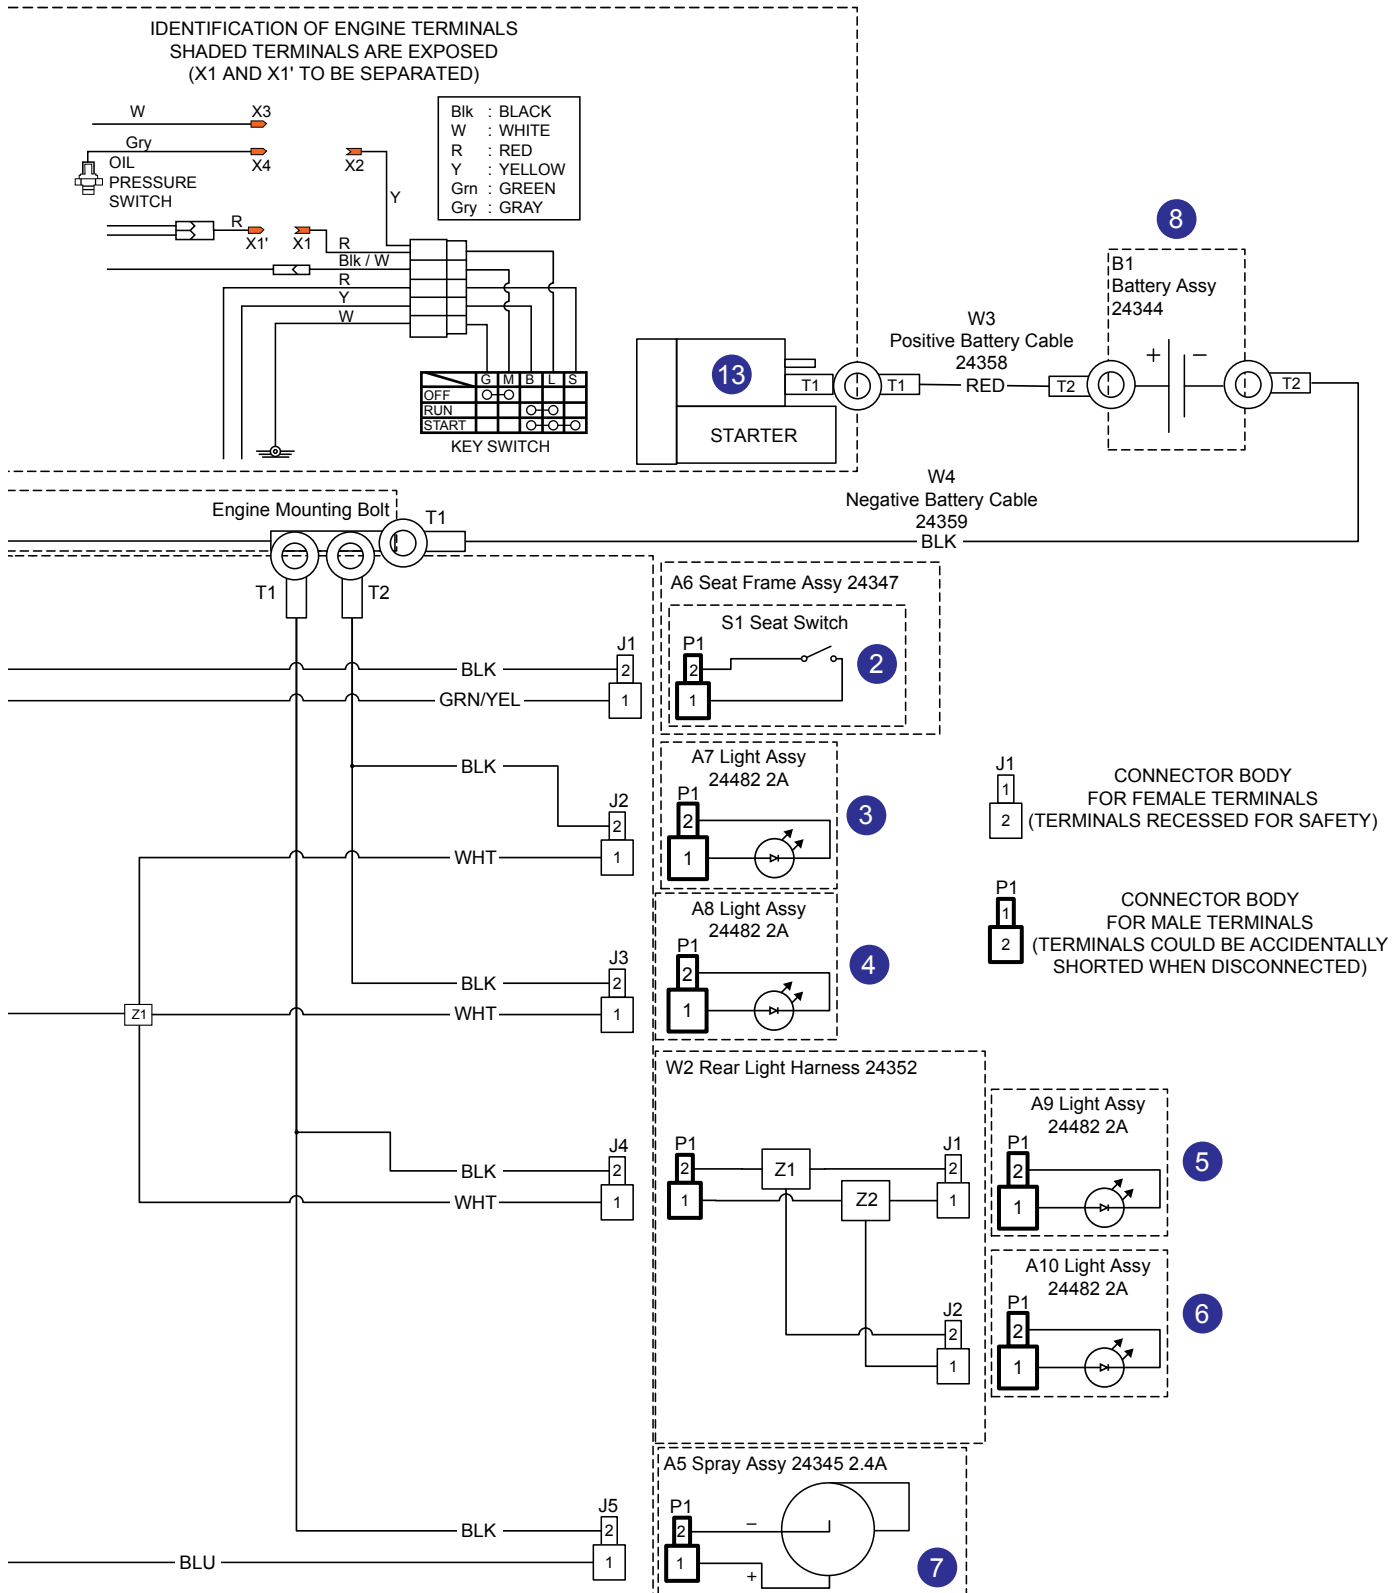 IDENTIFICATION OF ENGINE TERMINALS
SHADED TERMINALS ARE EXPOSED
(X1 AND X1' TO BE SEPARATED)
W
X3
Gry
X4
OIL
PRESSURE
SWITCH
X2
Y
Blk : BLACK
W : WHITE
R : RED
Y : YELLOW
Grn : GREEN
Gry : GRAY
R
X1'
X1
R
Blk / W
R
Y
W
G M B L S
OFF
RUN
START
KEY SWITCH
13
STARTER
T1
T1
W3
Positive Battery Cable
24358
RED
T2
8
B1
Battery Assy
24344
+ −
T2
W4
Negative Battery Cable
24359
BLK
Engine Mounting Bolt
T1
T1
T2
A6 Seat Frame Assy 24347
S1 Seat Switch
BLK
GRN/YEL
J1
2
1
P1
2
1
2
A7 Light Assy
24482 2A
BLK
WHT
J2
2
1
P1
2
1
3
J1
1
2
CONNECTOR BODY
FOR FEMALE TERMINALS
(TERMINALS RECESSED FOR SAFETY)
A8 Light Assy
24482 2A
BLK
WHT
J3
2
1
P1
2
1
4
P1
1
2
CONNECTOR BODY
FOR MALE TERMINALS
(TERMINALS COULD BE ACCIDENTALLY
SHORTED WHEN DISCONNECTED)
Z1
W2 Rear Light Harness 24352
BLK
WHT
J4
2
1
P1
2
1
Z1
Z2
J1
2
1
A9 Light Assy
24482 2A
P1
2
1
5
J2
2
1
A10 Light Assy
24482 2A
P1
2
1
6
A5 Spray Assy 24345 2.4A
BLK
BLU
J5
2
1
P1
2
1
−
+
7